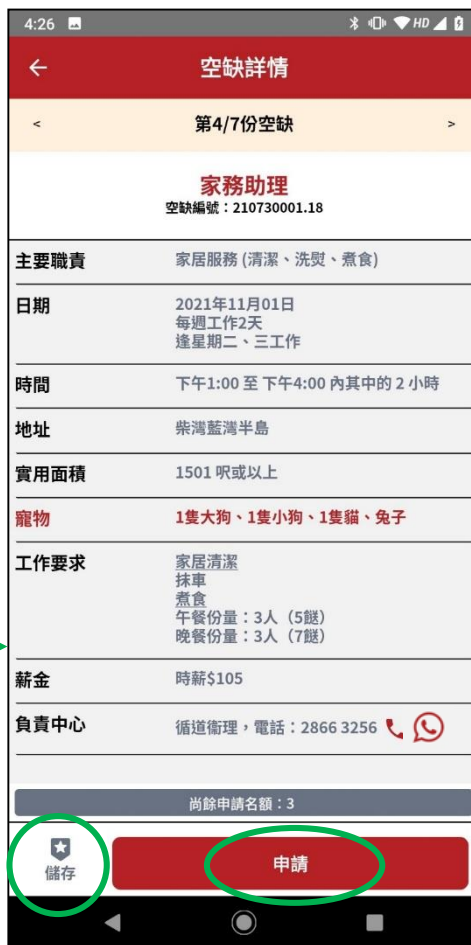 4:26 HD
空缺詳情
< 第4/7份空缺 >
家務助理
空缺編號：210730001.18
主要職責 家居服務 (清潔、洗熨、煮食)
日期 2021年11月01日
每週工作2天
逢星期二、三工作
時間 下午1:00 至 下午4:00 內其中的 2 小時
地址 柴灣藍灣半島
實用面積 1501 呎或以上
寵物 1隻大狗、1隻小狗、1隻貓、兔子
工作要求 家居清潔
抹車
煮食
午餐份量：3人（5餸）
晚餐份量：3人（7餸）
薪金 時薪$105
負責中心 循道衞理，電話：2866 3256
尚餘申請名額：3
儲存
申請